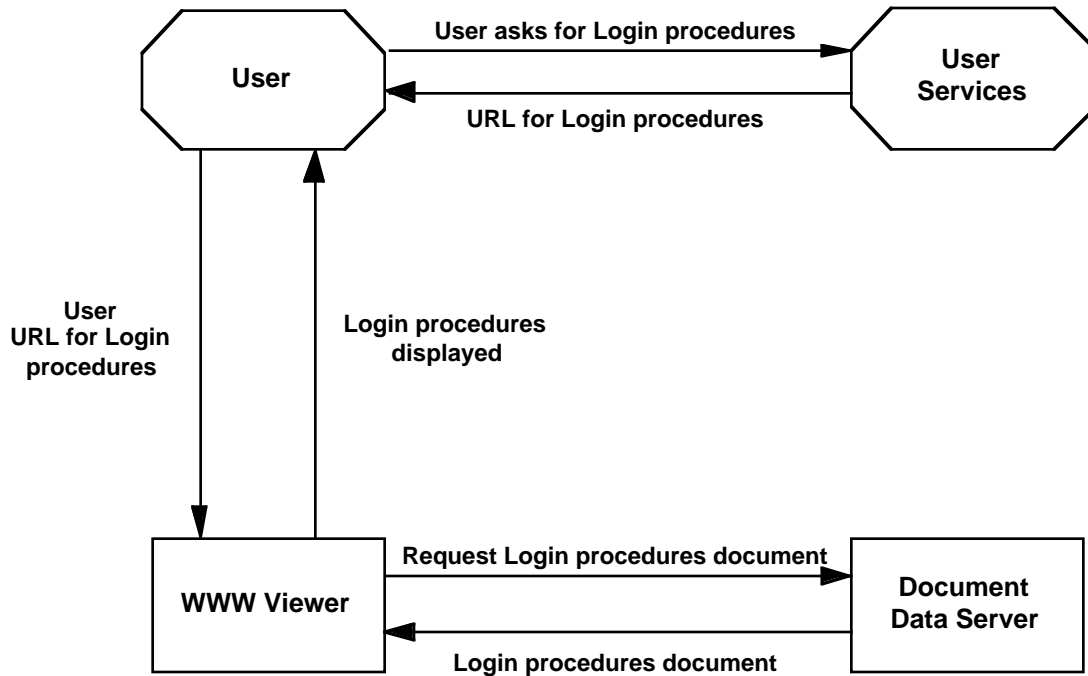 User asks for Login procedures
User
User
Services
URL for Login procedures
User
URL for Login
procedures
Login procedures
displayed
Request Login procedures document
WWW Viewer
Document
Data Server
Login procedures document